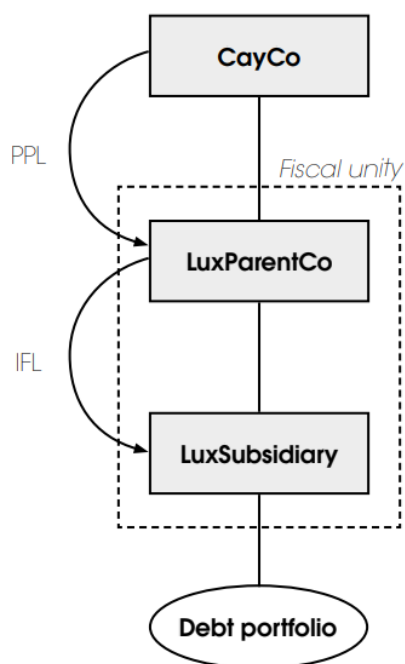 CayCo
PPL
Fiscal unity
LuxParentCo
IFL
LuxSubsidiary
Debt portfolio